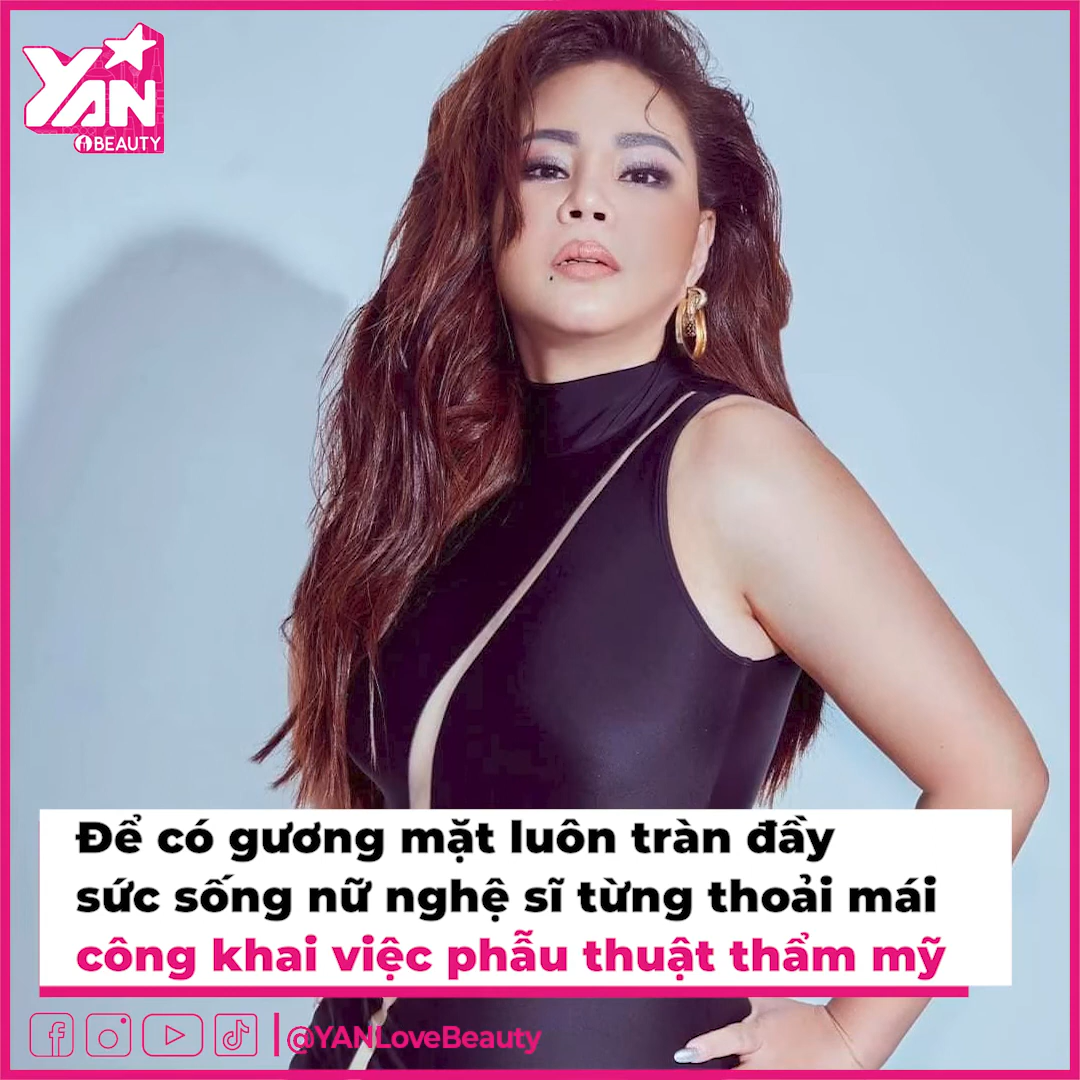 YAN
BEAUTY
Để có gương mặt luôn tràn đầy
sức sống nữ nghệ sĩ từng thoải mái
công khai việc phẫu thuật thẩm mỹ
@YANLoveBeauty